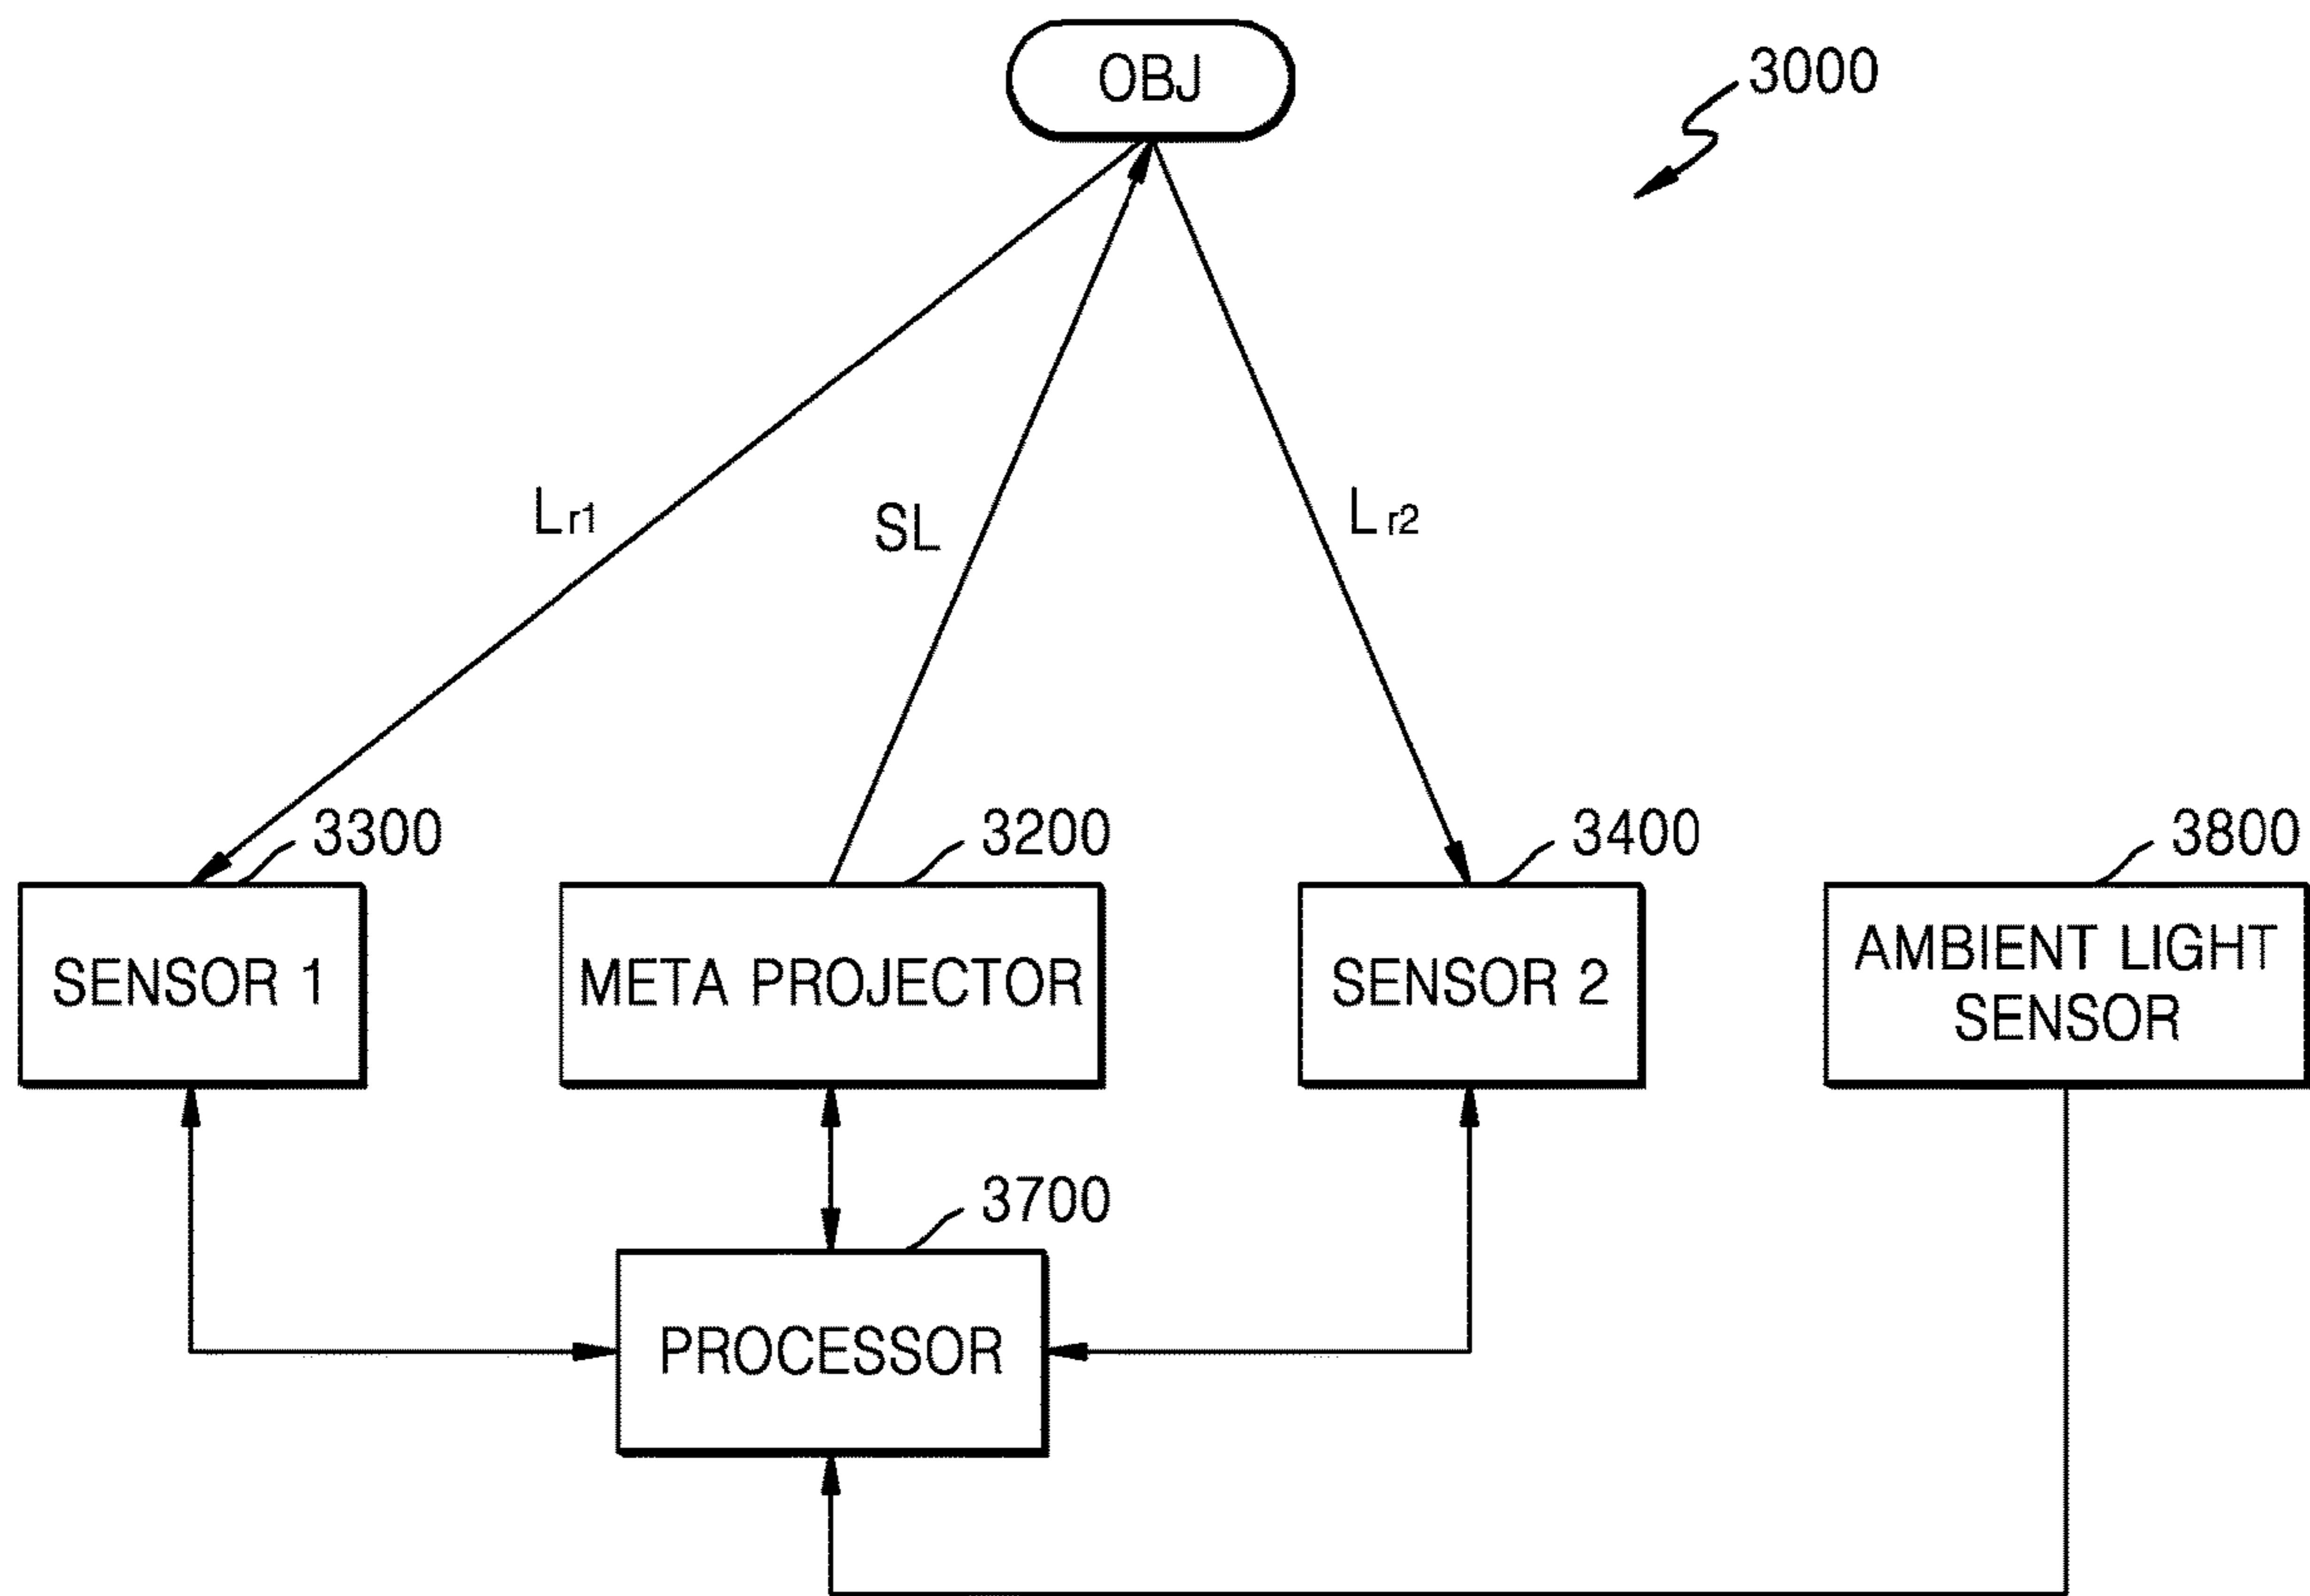 OBJ
3000
Lr1
SL
Lr2
3300
3200
3400
3800
SENSOR 1
META PROJECTOR
SENSOR 2
AMBIENT LIGHT
SENSOR
3700
PROCESSOR